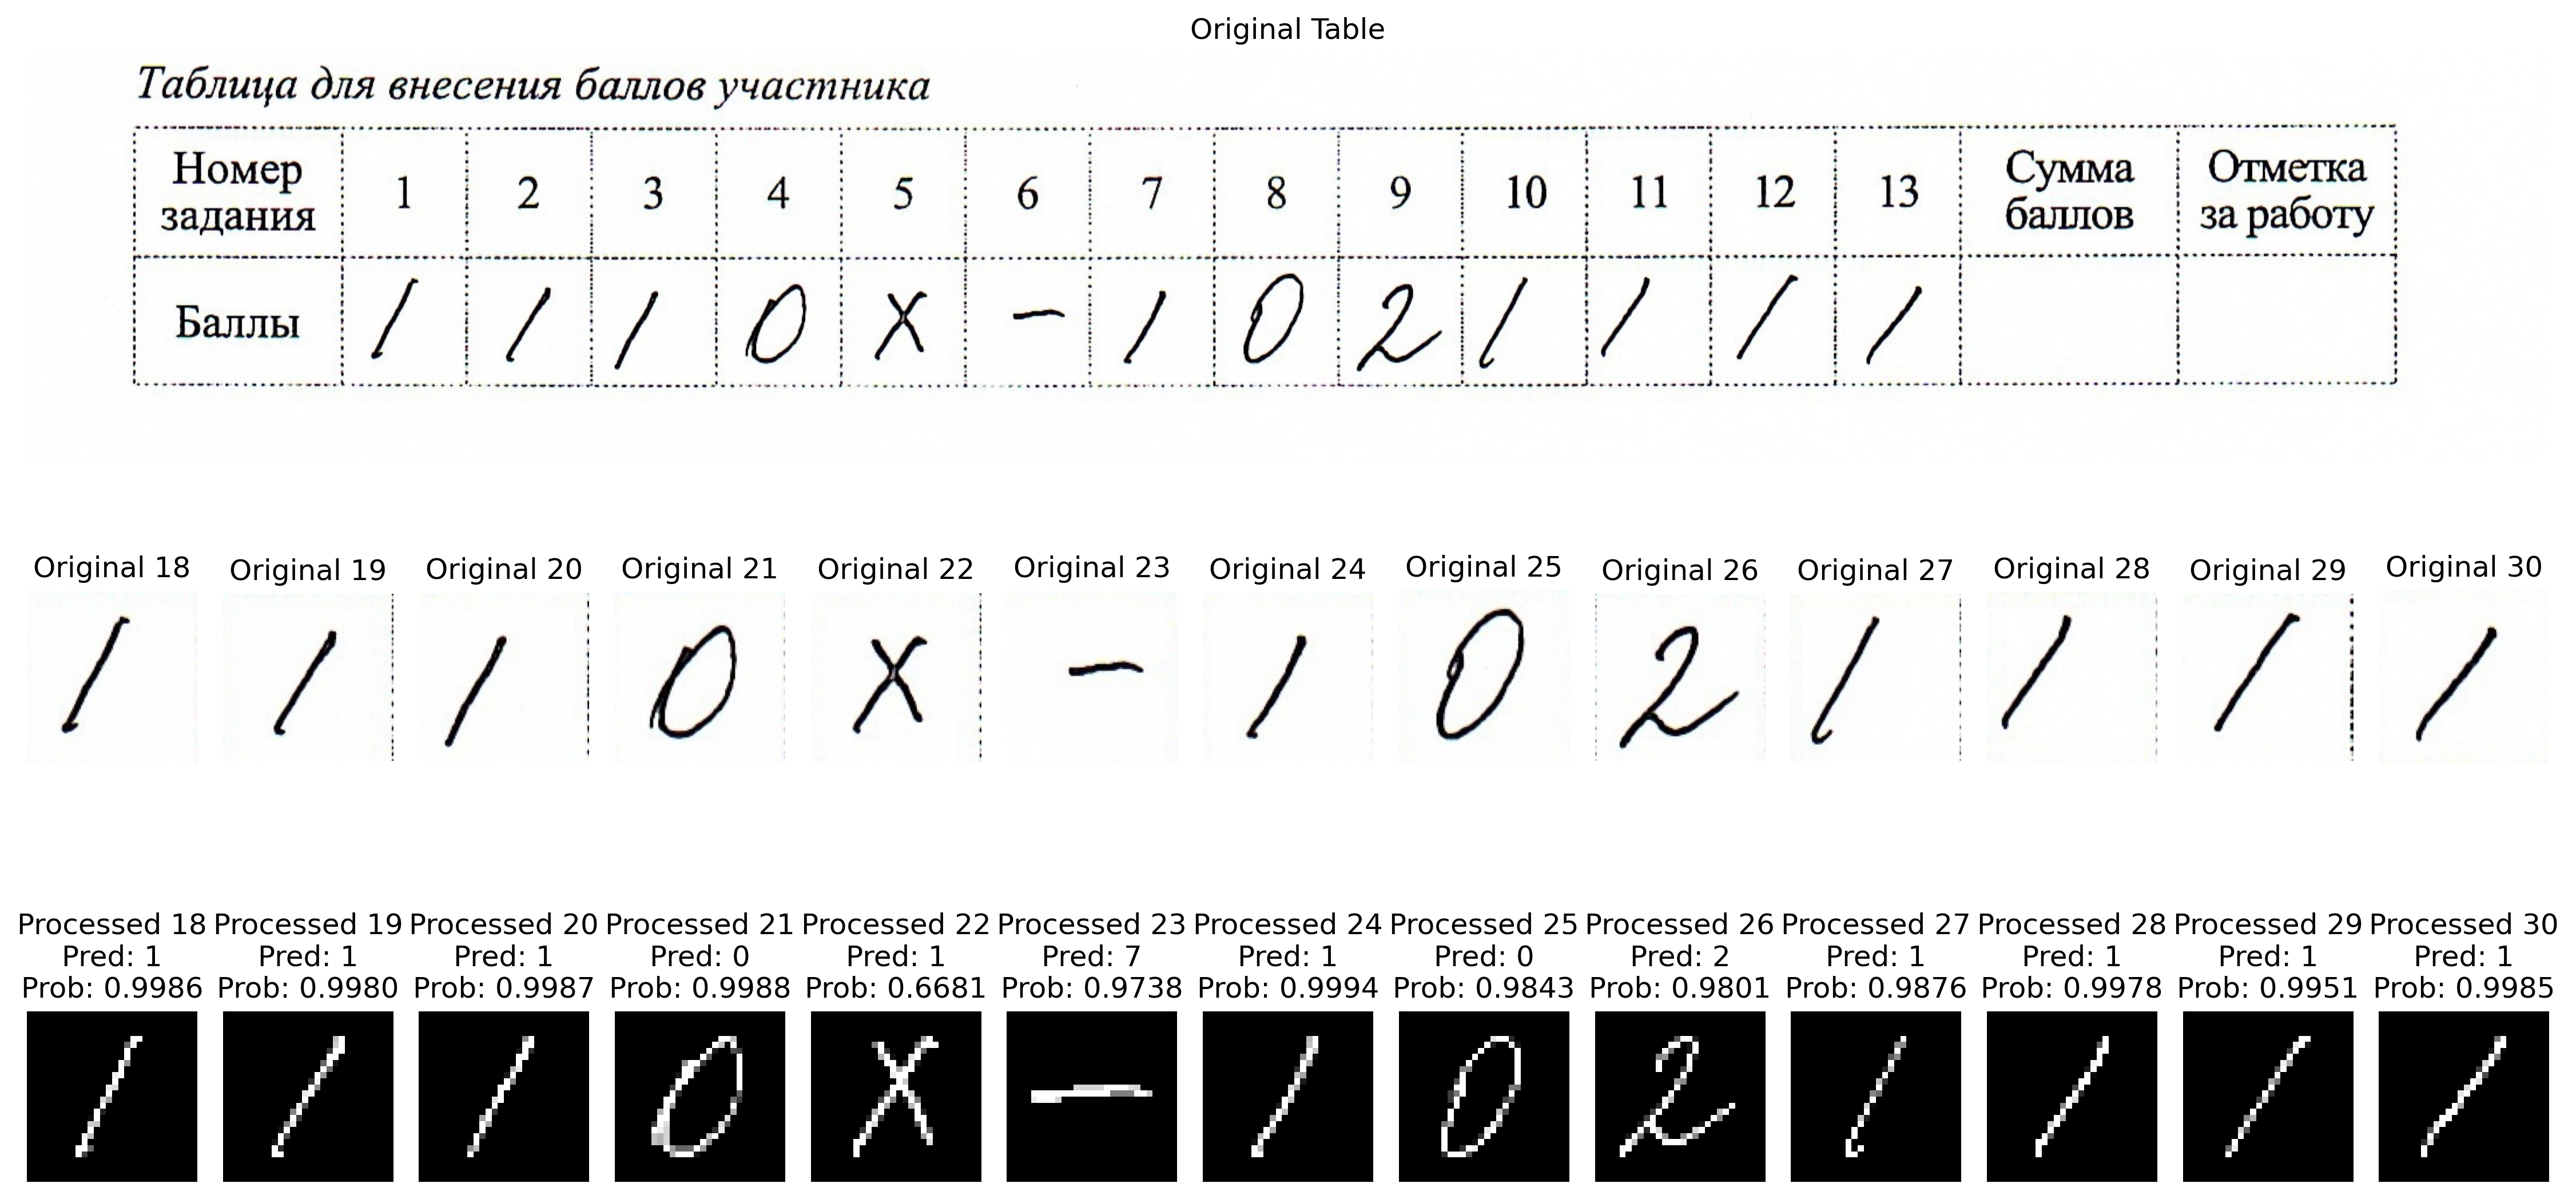 Original Table
Таблица для внесения баллов участника
Номер задания 1 2 3 4 5 6 7 8 9 10 11 12 13 Сумма баллов Отметка за работу
Баллы 1 1 1 0 X - 1 0 2 1 1 1 1
Original 18 Original 19 Original 20 Original 21 Original 22 Original 23 Original 24 Original 25 Original 26 Original 27 Original 28 Original 29 Original 30
1 1 1 0 X - 1 0 2 1 1 1 1
Processed 18 Processed 19 Processed 20 Processed 21 Processed 22 Processed 23 Processed 24 Processed 25 Processed 26 Processed 27 Processed 28 Processed 29 Processed 30
Pred: 1 Pred: 1 Pred: 1 Pred: 0 Pred: 1 Pred: 7 Pred: 1 Pred: 0 Pred: 2 Pred: 1 Pred: 1 Pred: 1 Pred: 1
Prob: 0.9986 Prob: 0.9980 Prob: 0.9987 Prob: 0.9988 Prob: 0.6681 Prob: 0.9738 Prob: 0.9994 Prob: 0.9843 Prob: 0.9801 Prob: 0.9876 Prob: 0.9978 Prob: 0.9951 Prob: 0.9985
1 1 1 0 X - 1 0 2 1 1 1 1